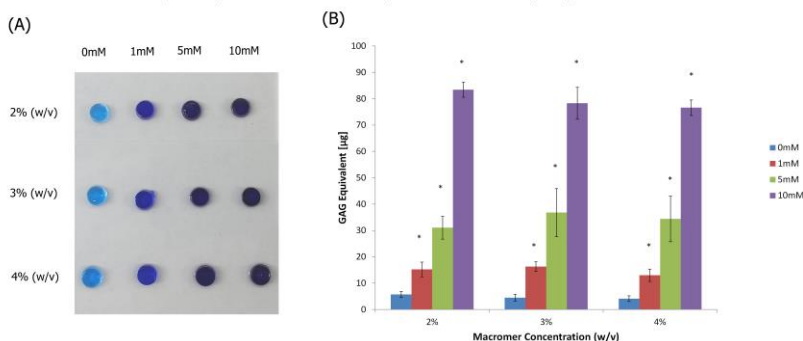 (A)
0mM 1mM 5mM 10mM
2% (w/v)
3% (w/v)
4% (w/v)
(B)
GAG Equivalent [µg]
100
90
80
70
60
50
40
30
20
10
0
* * * * * * * * *
2% 3% 4%
Macromer Concentration (w/v)
0mM
1mM
5mM
10mM